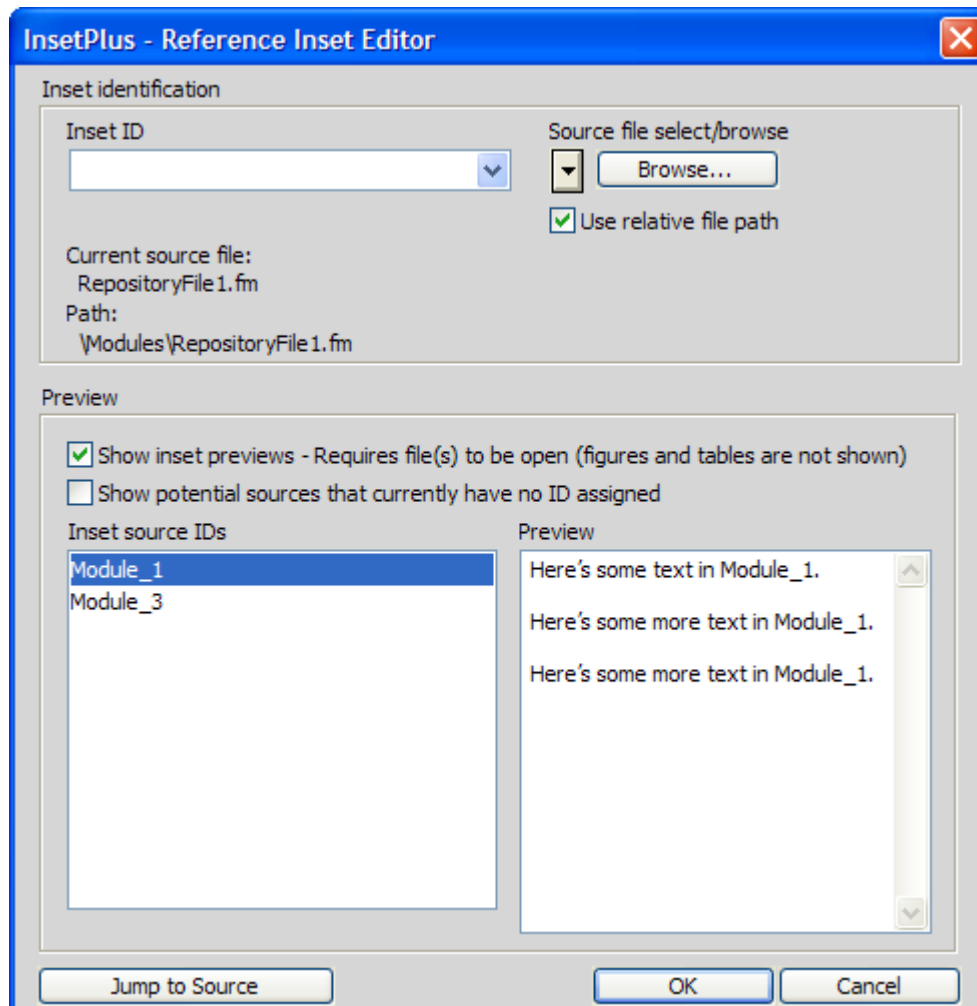 InsetPlus - Reference Inset Editor
Inset identification
Inset ID
Source file select/browse
Browse...
Use relative file path
Current source file:
RepositoryFile1.fm
Path:
\Modules\RepositoryFile1.fm
Preview
Show inset previews - Requires file(s) to be open (figures and tables are not shown)
Show potential sources that currently have no ID assigned
Inset source IDs
Module_1
Module_3
Preview
Here’s some text in Module_1.
Here’s some more text in Module_1.
Here’s some more text in Module_1.
Jump to Source
OK
Cancel